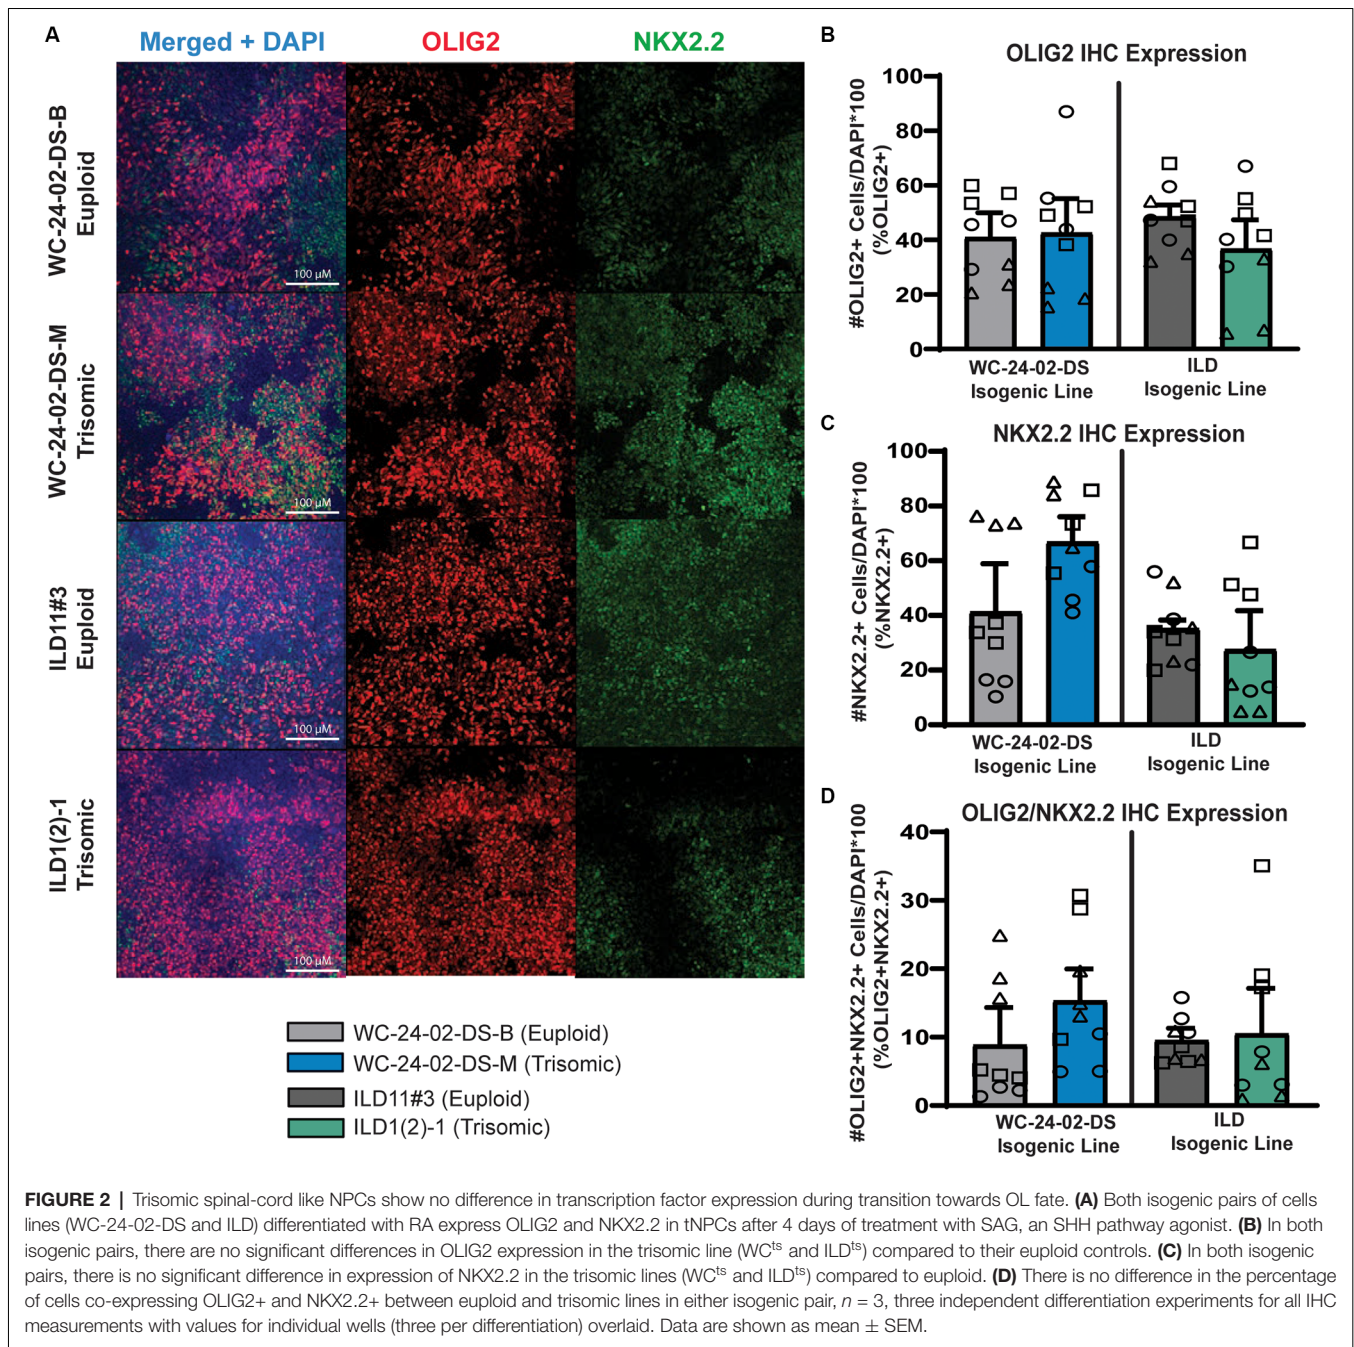 A
Merged + DAPI
OLIG2
NKX2.2
WC-24-02-DS-B
Euploid
100 µM
WC-24-02-DS-M
Trisomic
100 µM
ILD11#3
Euploid
100 µM
ILD1(2)-1
Trisomic
100 µM
WC-24-02-DS-B (Euploid)
WC-24-02-DS-M (Trisomic)
ILD11#3 (Euploid)
ILD1(2)-1 (Trisomic)
B
OLIG2 IHC Expression
#OLIG2+ Cells/DAPI*100
(%OLIG2+)
100
80
60
40
20
0
WC-24-02-DS
Isogenic Line
ILD
Isogenic Line
C
NKX2.2 IHC Expression
#NKX2.2+ Cells/DAPI*100
(%NKX2.2+)
100
80
60
40
20
0
WC-24-02-DS
Isogenic Line
ILD
Isogenic Line
D
OLIG2/NKX2.2 IHC Expression
#OLIG2+NKX2.2+ Cells/DAPI*100
(%OLIG2+NKX2.2+)
40
30
20
10
0
WC-24-02-DS
Isogenic Line
ILD
Isogenic Line
FIGURE 2 | Trisomic spinal-cord like NPCs show no difference in transcription factor expression during transition towards OL fate. (A) Both isogenic pairs of cells
lines (WC-24-02-DS and ILD) differentiated with RA express OLIG2 and NKX2.2 in tNPCs after 4 days of treatment with SAG, an SHH pathway agonist. (B) In both
isogenic pairs, there are no significant differences in OLIG2 expression in the trisomic line (WCts and ILDts) compared to their euploid controls. (C) In both isogenic
pairs, there is no significant difference in expression of NKX2.2 in the trisomic lines (WCts and ILDts) compared to euploid. (D) There is no difference in the percentage
of cells co-expressing OLIG2+ and NKX2.2+ between euploid and trisomic lines in either isogenic pair, n = 3, three independent differentiation experiments for all IHC
measurements with values for individual wells (three per differentiation) overlaid. Data are shown as mean ± SEM.